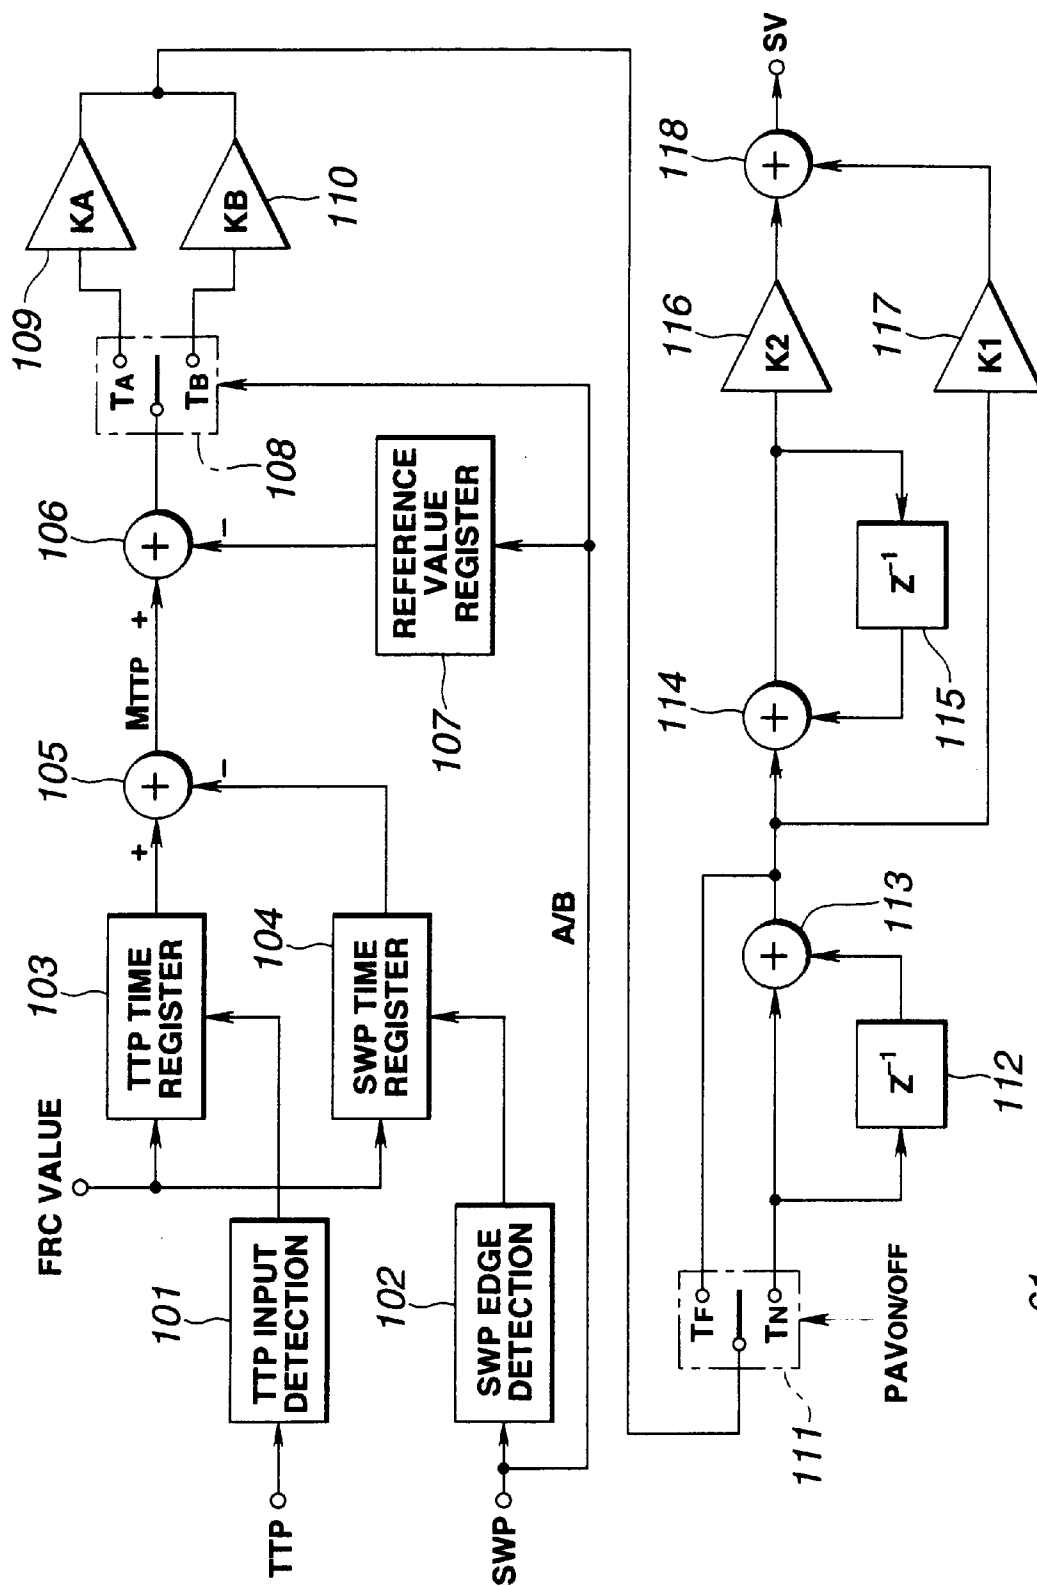 FRC VALUE
103
TTP TIME
REGISTER
+
105
MTTP
+
106
108
TA
TB
109
KA
KB
110
104
SWP TIME
REGISTER
−
−
REFERENCE
VALUE
REGISTER
107
101
TTP INPUT
DETECTION
TTP
102
SWP EDGE
DETECTION
SWP
A/B
111
TF
TN
PAVON/OFF
+
113
Z-1
112
+
114
Z-1
115
116
K2
K1
117
118
+
SV
+
+